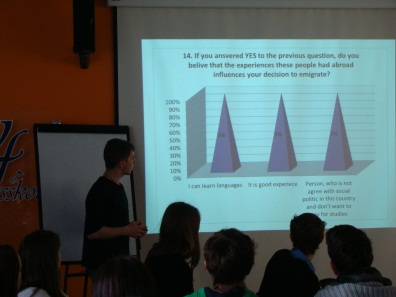 14. If you answered YES to the previous question, do you
belive that the experiences these people had abroad
influences your decision to emigrate?
100%
90%
80%
70%
60%
50%
40%
30%
20%
10%
0%
I can learn languages
It is good experiece
Person, who is not
agree with social
politic in this country
and don't want to
for studies.